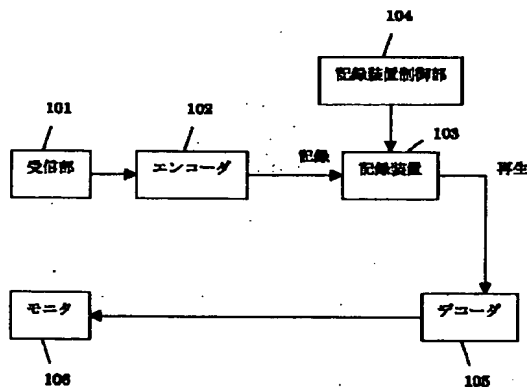 104
記録装置制御部
101
102
103
受信部
エンコーダ
記録
記録装置
再生
モニタ
デコーダ
106
105